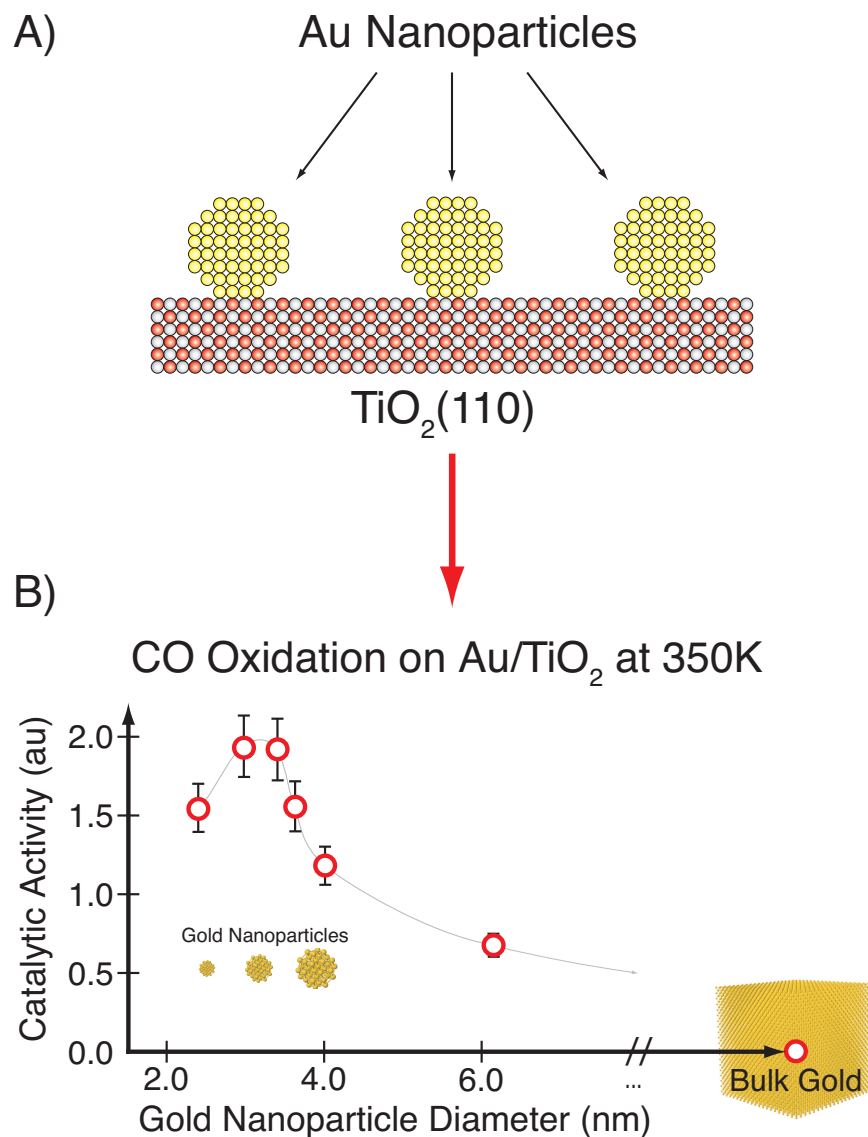 A)
Au Nanoparticles
TiO₂(110)
B)
CO Oxidation on Au/TiO₂ at 350K
Catalytic Activity (au)
2.0
1.5
1.0
0.5
0.0
Gold Nanoparticles
2.0 4.0 6.0 ...
Bulk Gold
Gold Nanoparticle Diameter (nm)